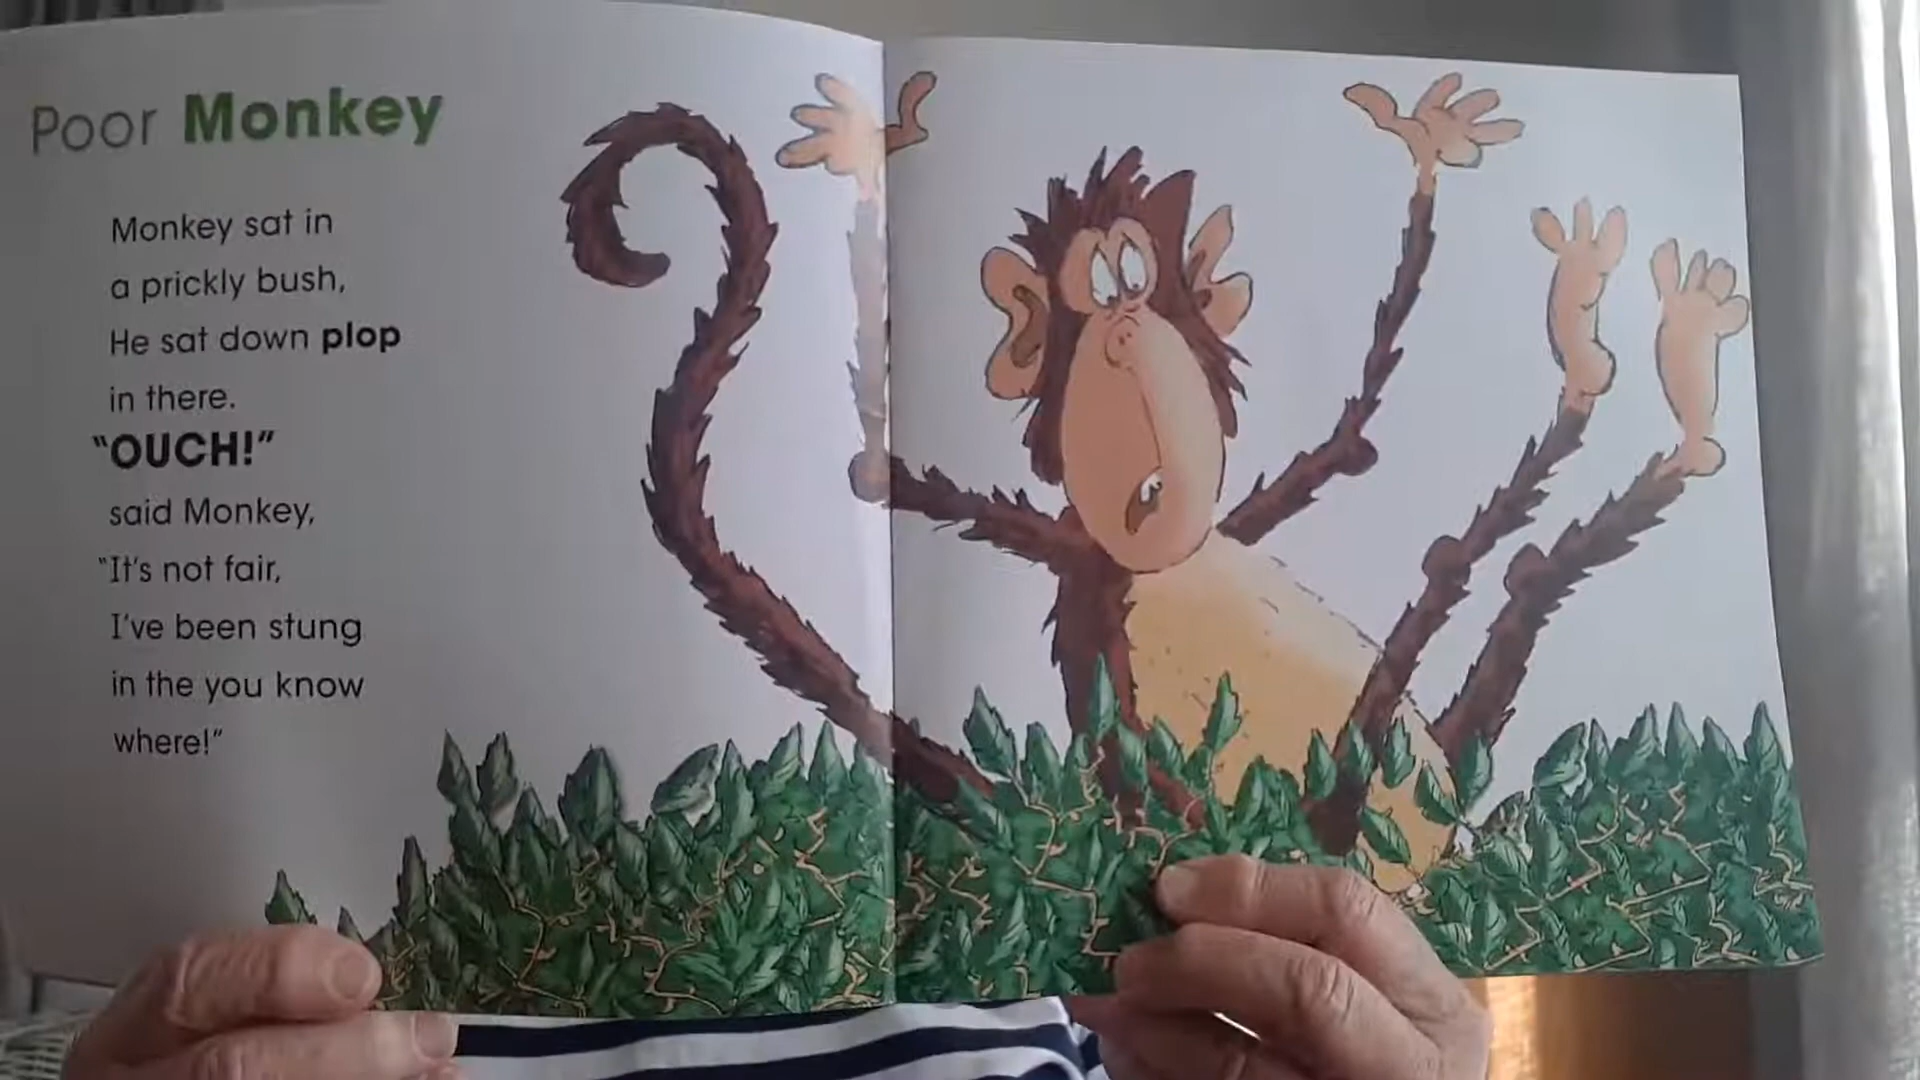 Poor Monkey
Monkey sat in
a prickly bush,
He sat down plop
in there.
"OUCH!"
said Monkey,
"It's not fair,
I've been stung
in the you know
where!"